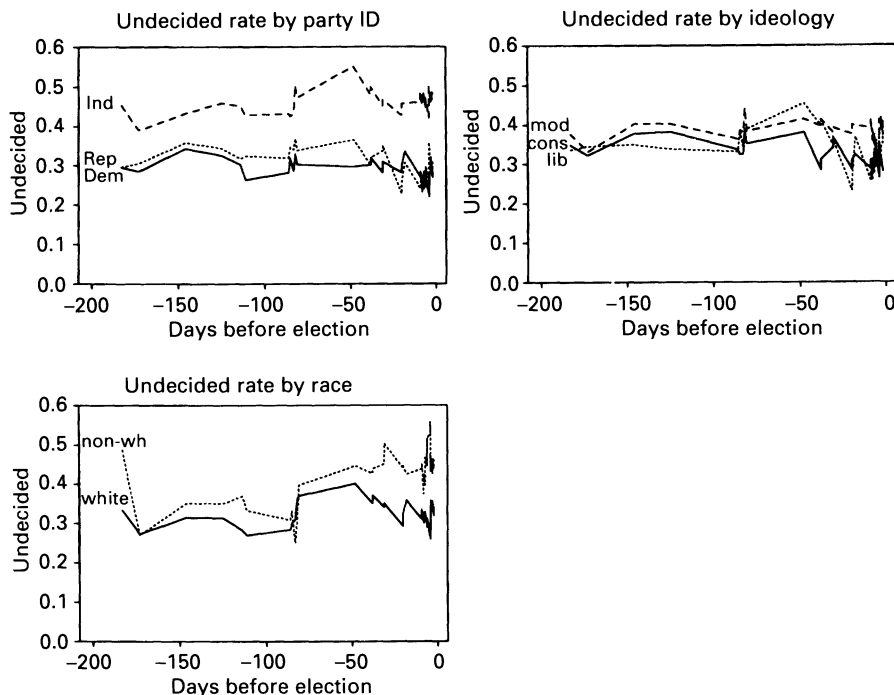 Undecided rate by party ID
Undecided
0.6
0.5
0.4
0.3
0.2
0.1
0.0
Ind
Rep
Dem
−200 −150 −100 −50 0
Days before election
Undecided rate by ideology
Undecided
0.6
0.5
0.4
0.3
0.2
0.1
0.0
mod
cons
lib
−200 −150 −100 −50 0
Days before election
Undecided rate by race
Undecided
0.6
0.5
0.4
0.3
0.2
0.1
0.0
non-wh
white
−200 −150 −100 −50 0
Days before election